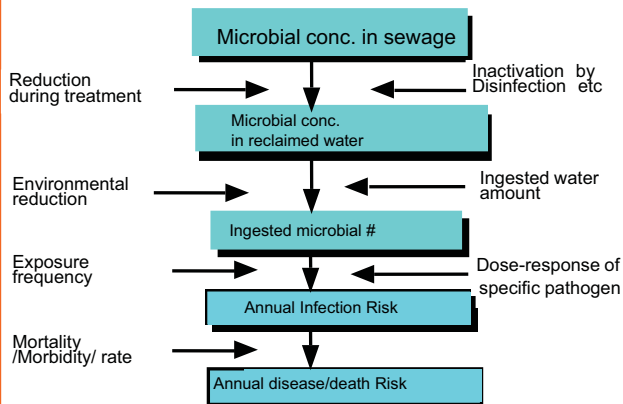 Microbial conc. in sewage
Reduction
during treatment
Inactivation by
Disinfection etc
Microbial conc.
in reclaimed water
Environmental
reduction
Ingested water
amount
Ingested microbial #
Exposure
frequency
Dose-response of
specific pathogen
Annual Infection Risk
Mortality
/Morbidity/ rate
Annual disease/death Risk